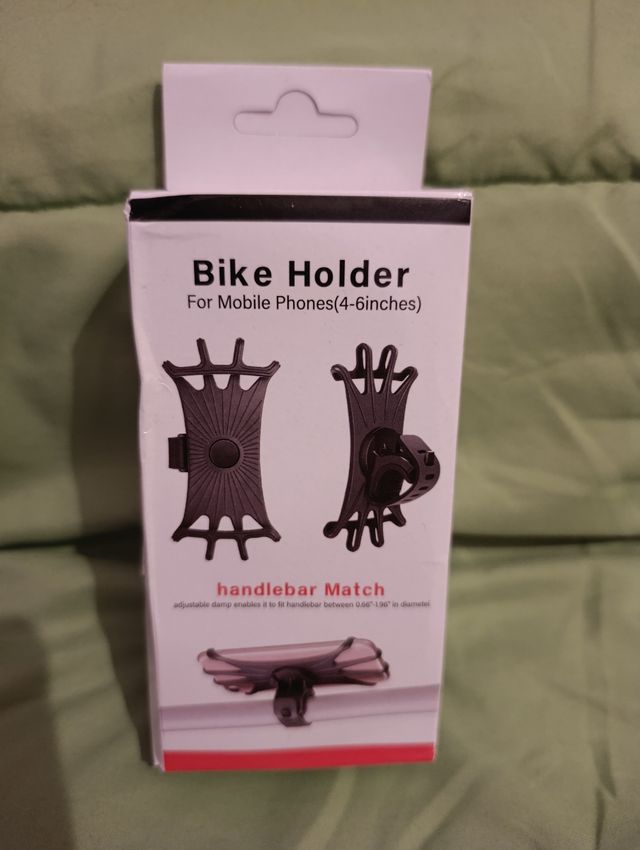 Bike Holder
For Mobile Phones(4-6inches)
handlebar Match
adjustable damp enables it to fit handlebar between 0.66"-1.96" in diametel